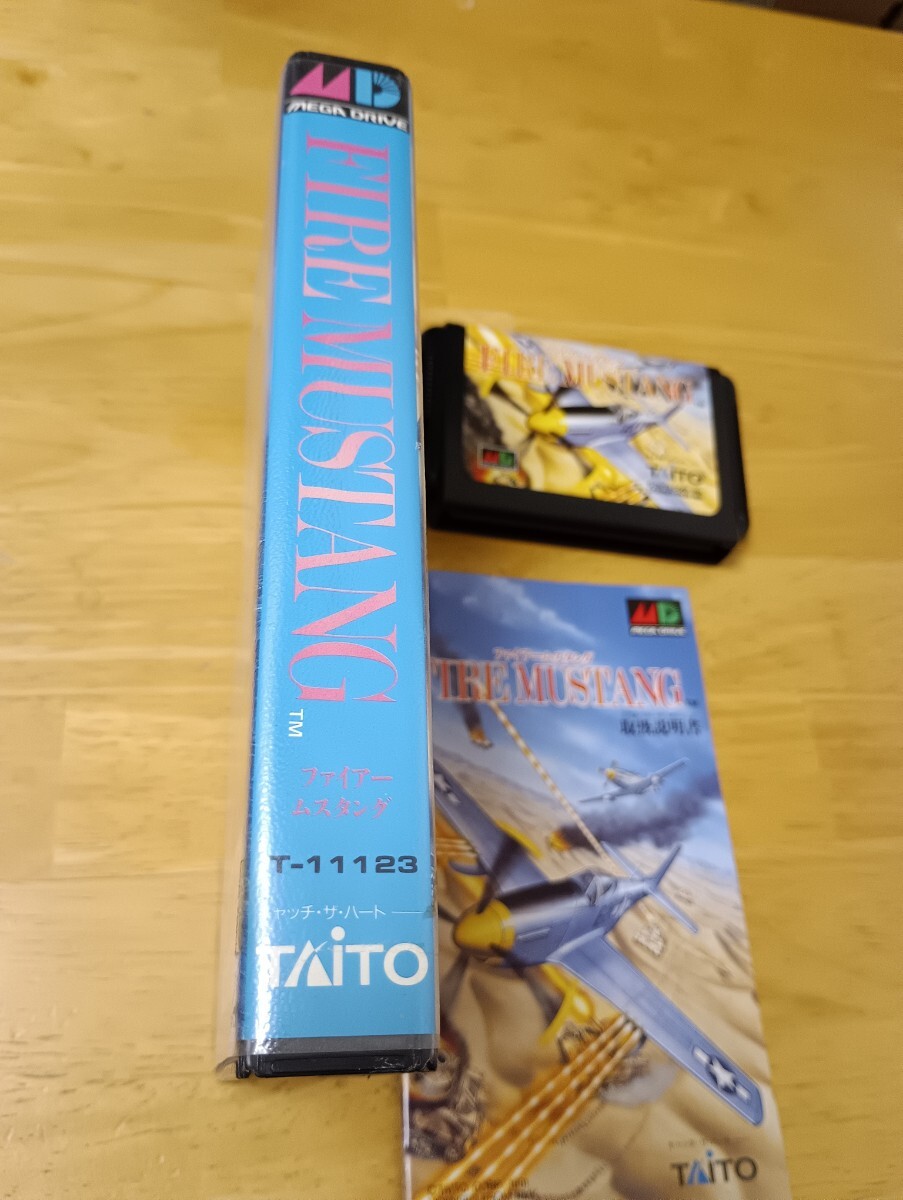 MD
MEGA DRIVE
FIRE MUSTANG
TM
ファイアー
ムスタング
T-11123
ャッチ・ザ・ハート
TAITO
FIRE MUSTANG
MD
TAITO
MD
MEGA DRIVE
ファイアームスタング
FIRE MUSTANG
取扱説明書
TAITO